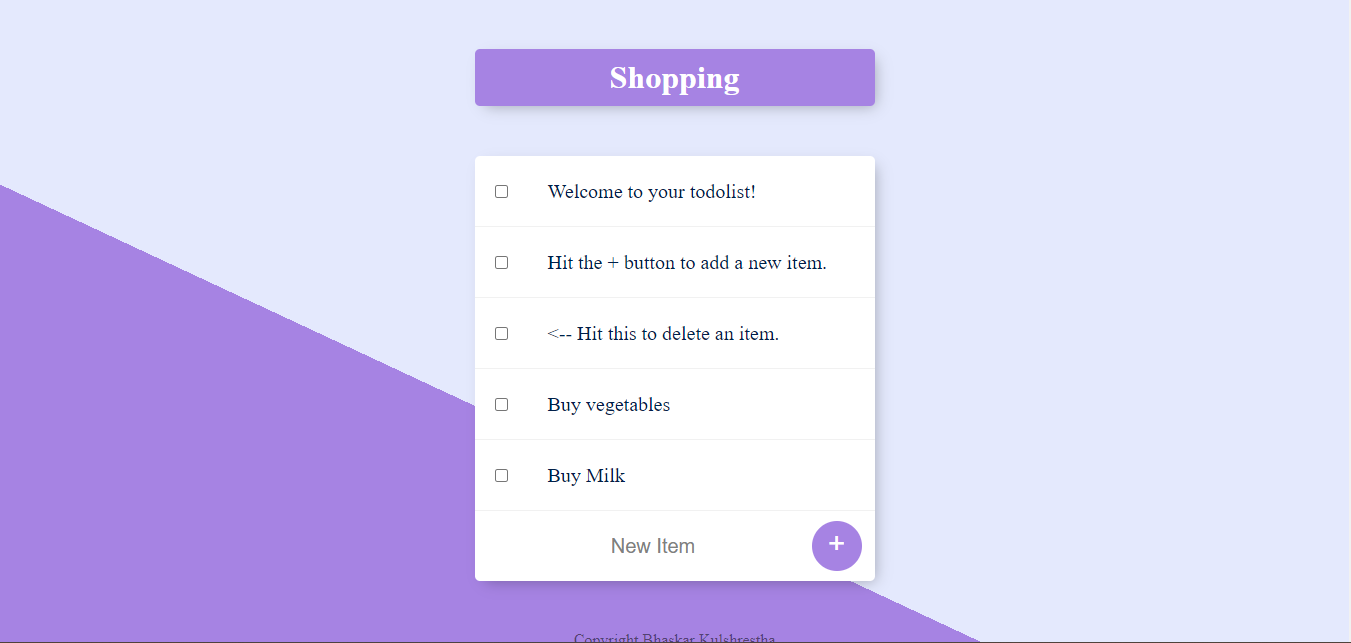 Shopping
Welcome to your todolist!
Hit the + button to add a new item.
<-- Hit this to delete an item.
Buy vegetables
Buy Milk
New Item
+
Copyright Bhaskar Kulshrestha